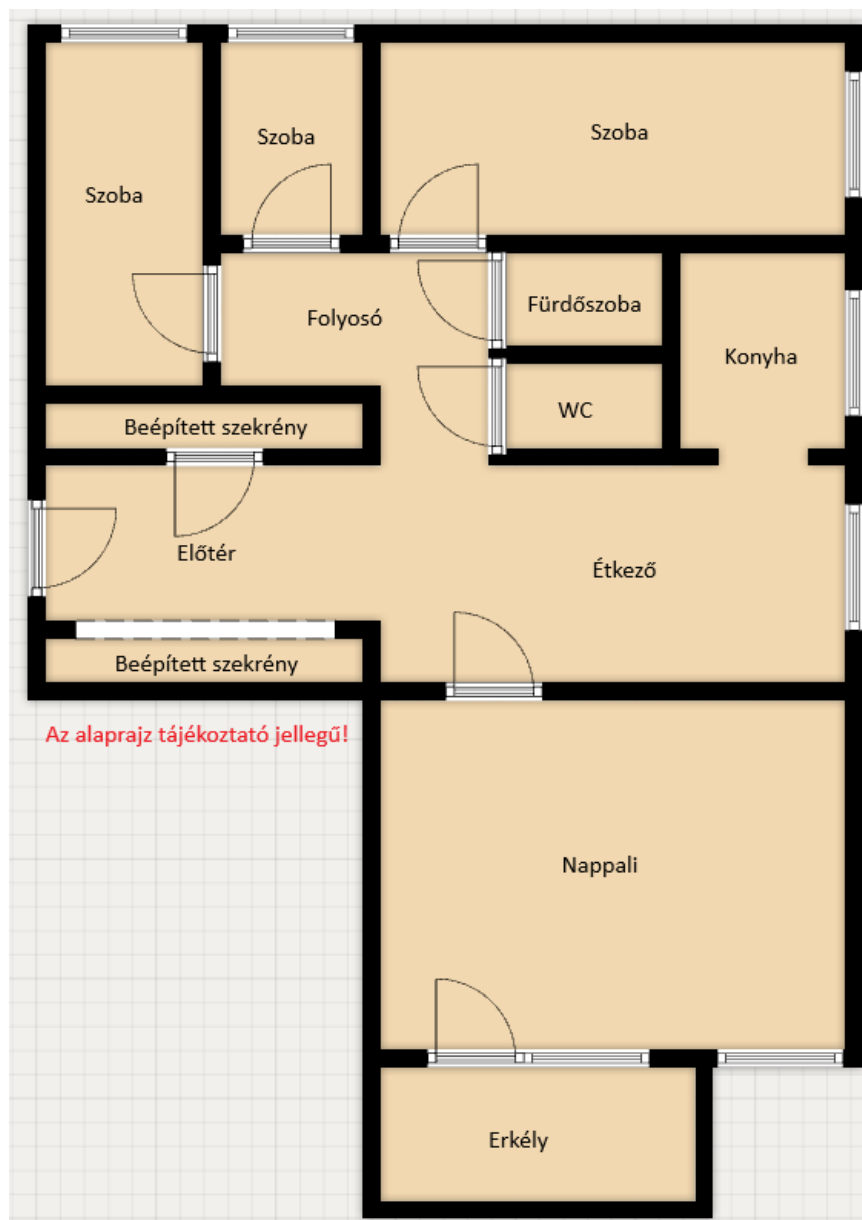 Szoba
Szoba
Szoba
Folyosó
Fürdőszoba
Konyha
WC
Beépített szekrény
Előtér
Étkező
Beépített szekrény
Az alaprajz tájékoztató jellegű!
Nappali
Erkély